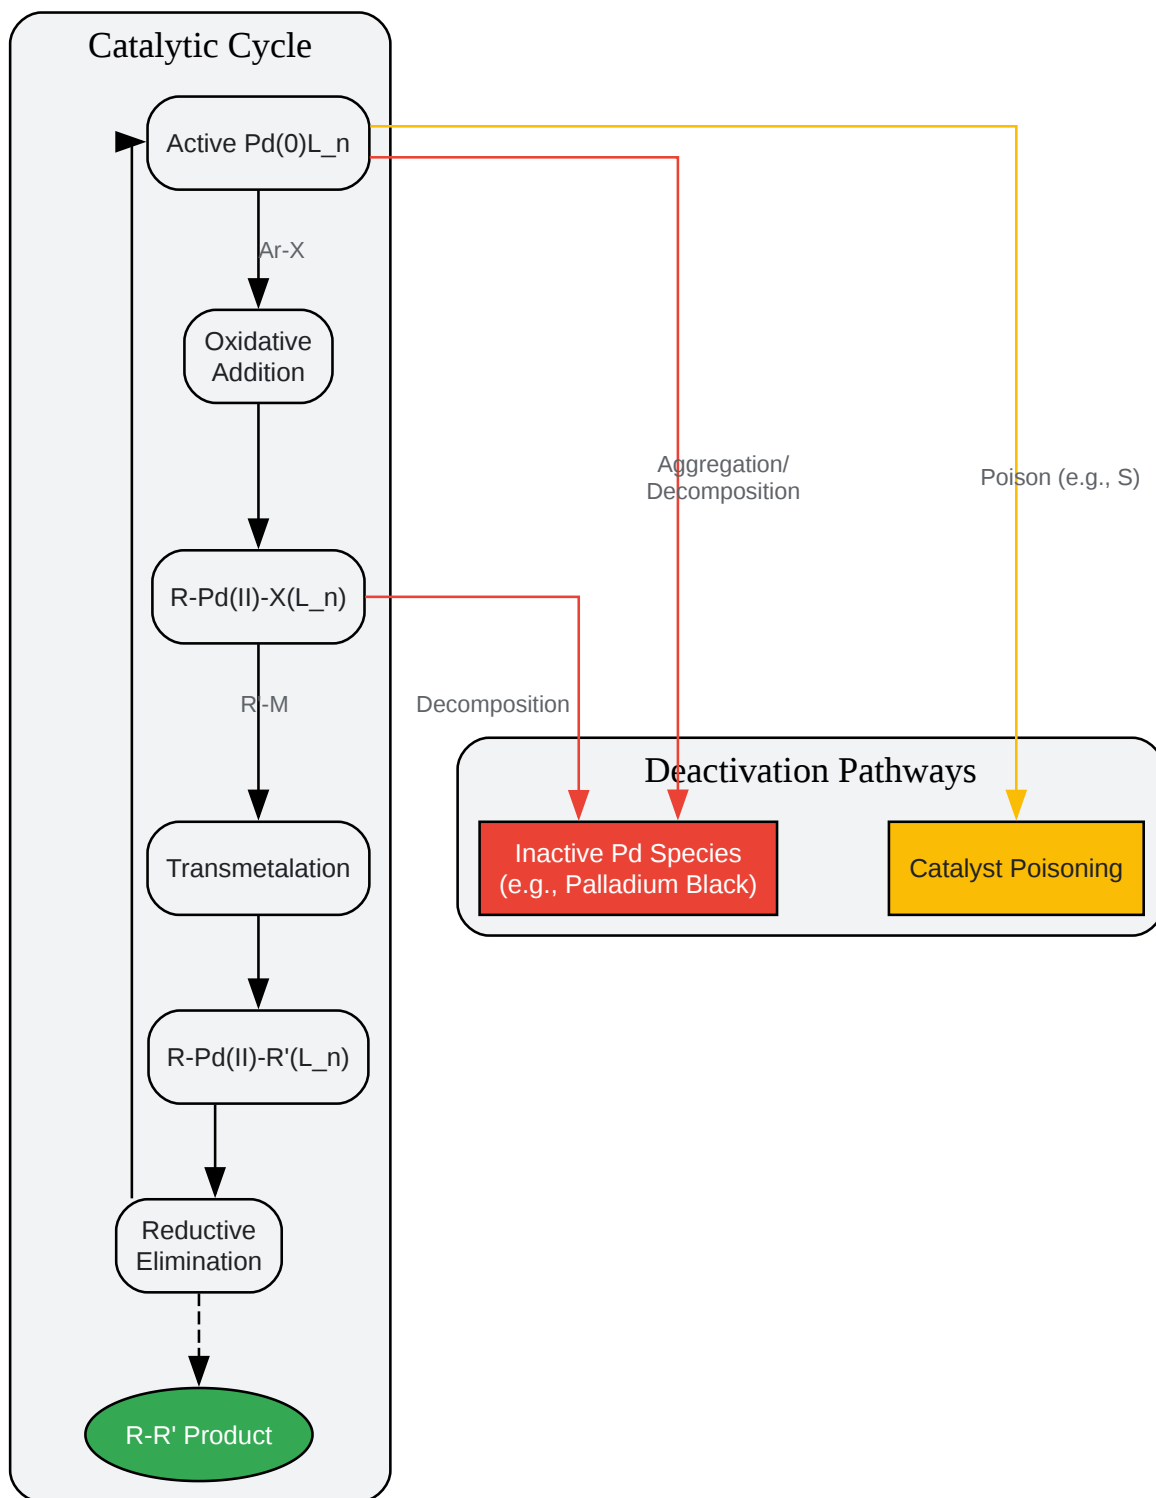 Catalytic Cycle
Active Pd(0)L_n
Ar-X
Oxidative
Addition
Aggregation/
Decomposition
Poison (e.g., S)
R-Pd(II)-X(L_n)
R'-M
Decomposition
Deactivation Pathways
Inactive Pd Species
(e.g., Palladium Black)
Catalyst Poisoning
Transmetalation
R-Pd(II)-R'(L_n)
Reductive
Elimination
R-R' Product